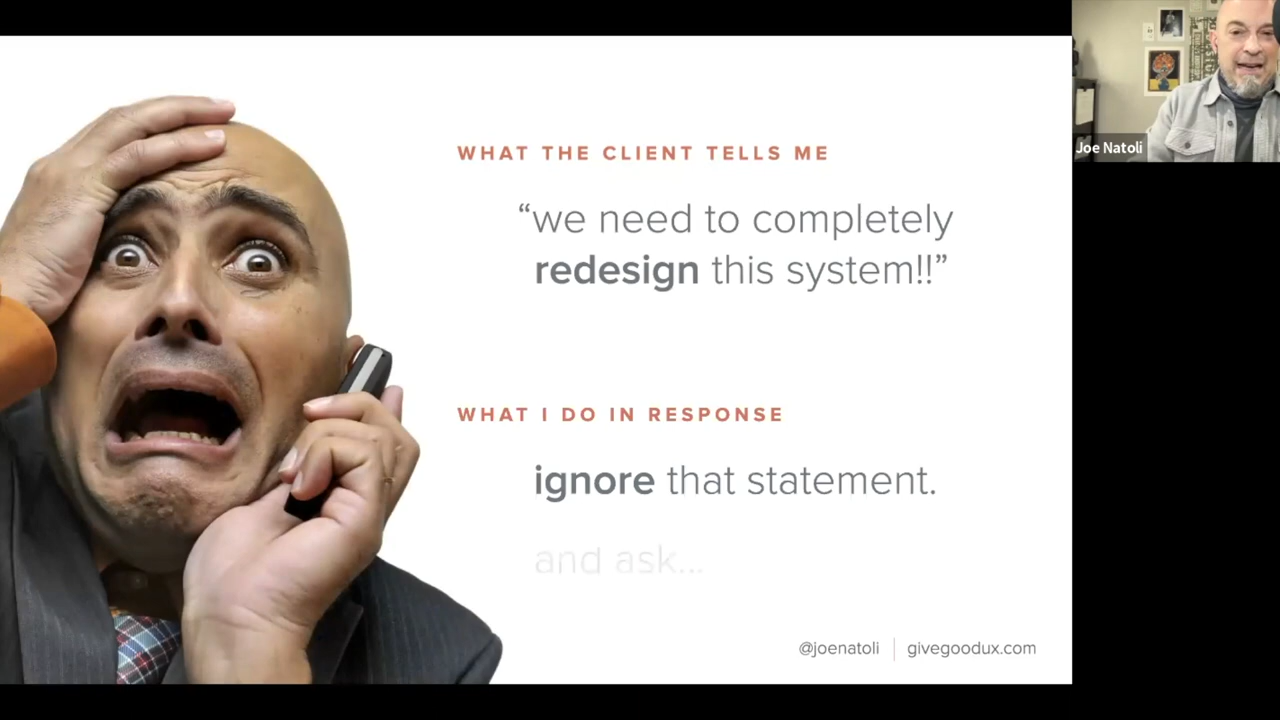 WHAT THE CLIENT TELLS ME
“we need to completely
redesign this system!!”
WHAT I DO IN RESPONSE
ignore that statement.
and ask...
@joenatoli | givegoodux.com
Joe Natoli